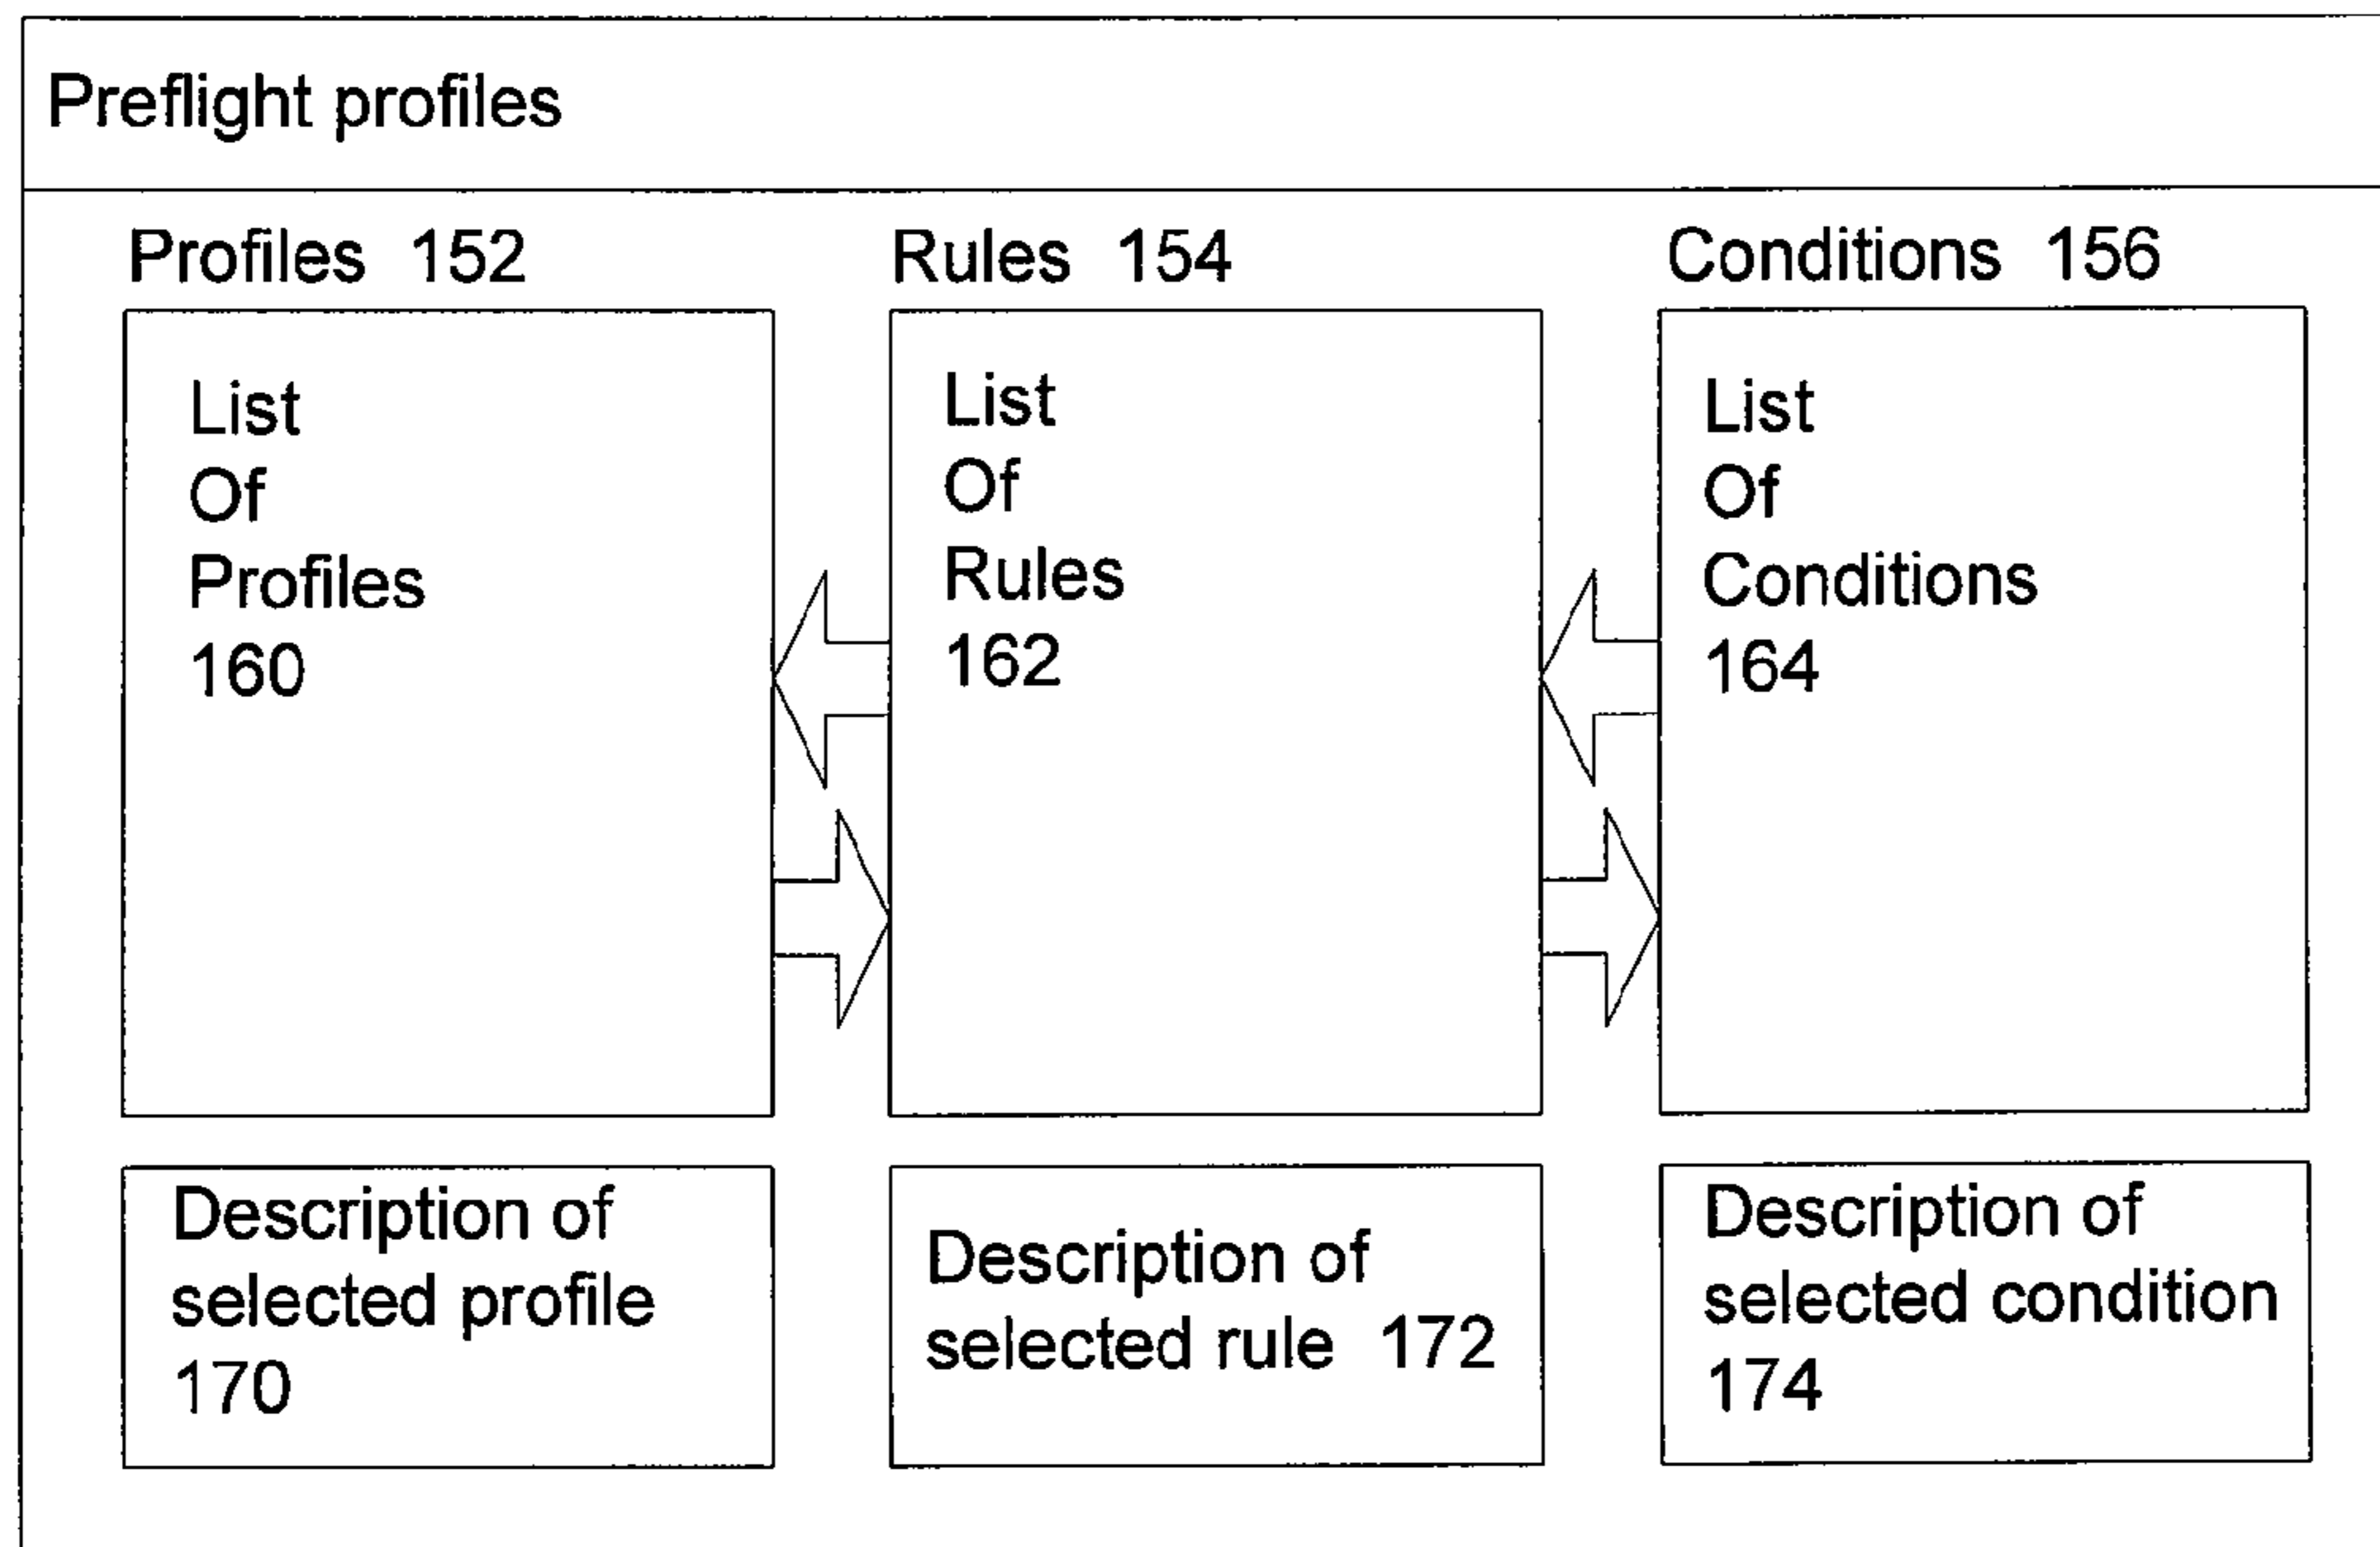 Preflight profiles
Profiles 152
Rules 154
Conditions 156
List
Of
Profiles
160
List
Of
Rules
162
List
Of
Conditions
164
Description of
selected profile
170
Description of
selected rule 172
Description of
selected condition
174